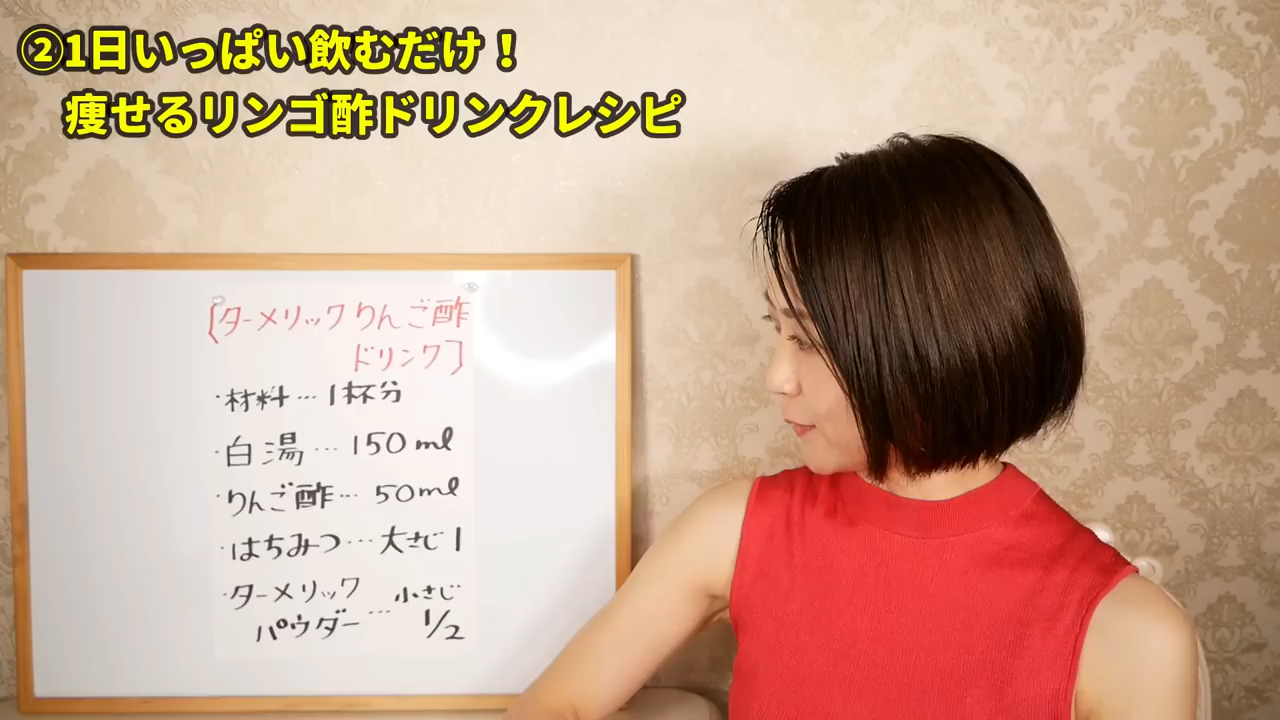 ②1日いっぱい飲むだけ！
痩せるリンゴ酢ドリンクレシピ
[ターメリックりんご酢
ドリンク]
・材料…1杯分
・白湯…150ml
・りんご酢…50ml
・はちみつ…大さじ1
・ターメリック 小さじ
パウダー… 1/2